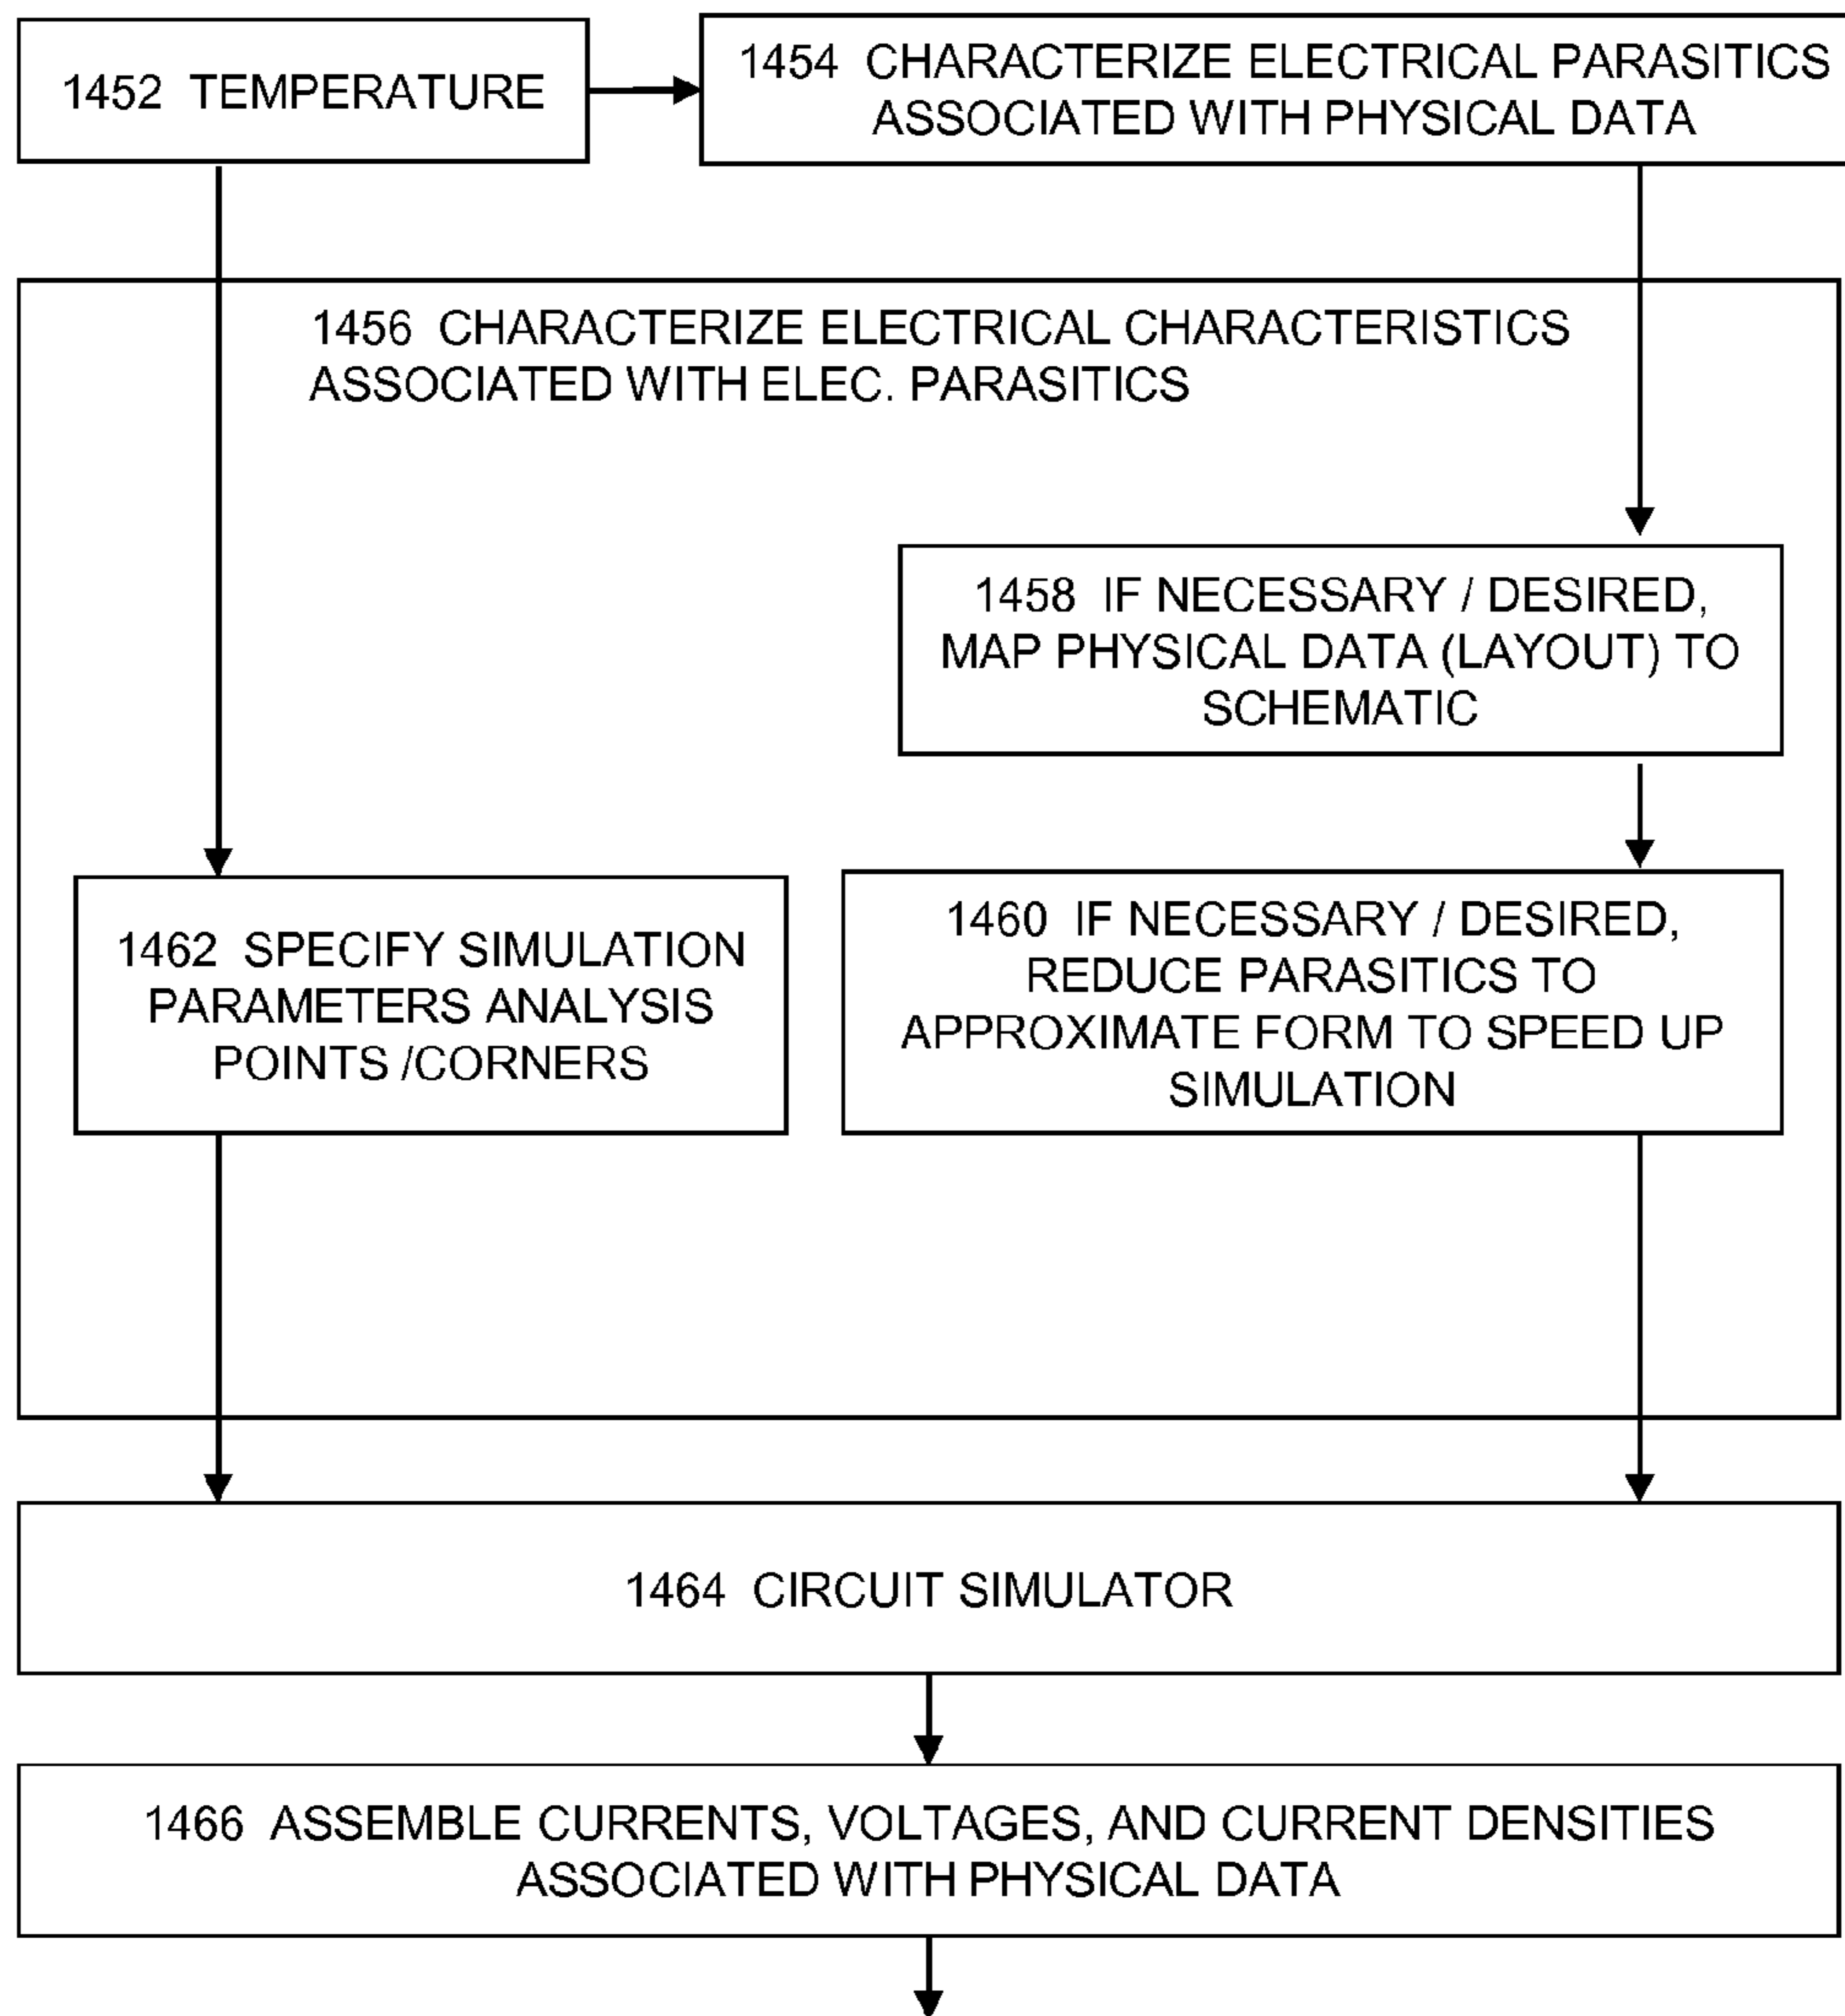 1452 TEMPERATURE
1454 CHARACTERIZE ELECTRICAL PARASITICS
ASSOCIATED WITH PHYSICAL DATA
1456 CHARACTERIZE ELECTRICAL CHARACTERISTICS
ASSOCIATED WITH ELEC. PARASITICS
1458 IF NECESSARY / DESIRED,
MAP PHYSICAL DATA (LAYOUT) TO
SCHEMATIC
1462 SPECIFY SIMULATION
PARAMETERS ANALYSIS
POINTS /CORNERS
1460 IF NECESSARY / DESIRED,
REDUCE PARASITICS TO
APPROXIMATE FORM TO SPEED UP
SIMULATION
1464 CIRCUIT SIMULATOR
1466 ASSEMBLE CURRENTS, VOLTAGES, AND CURRENT DENSITIES
ASSOCIATED WITH PHYSICAL DATA